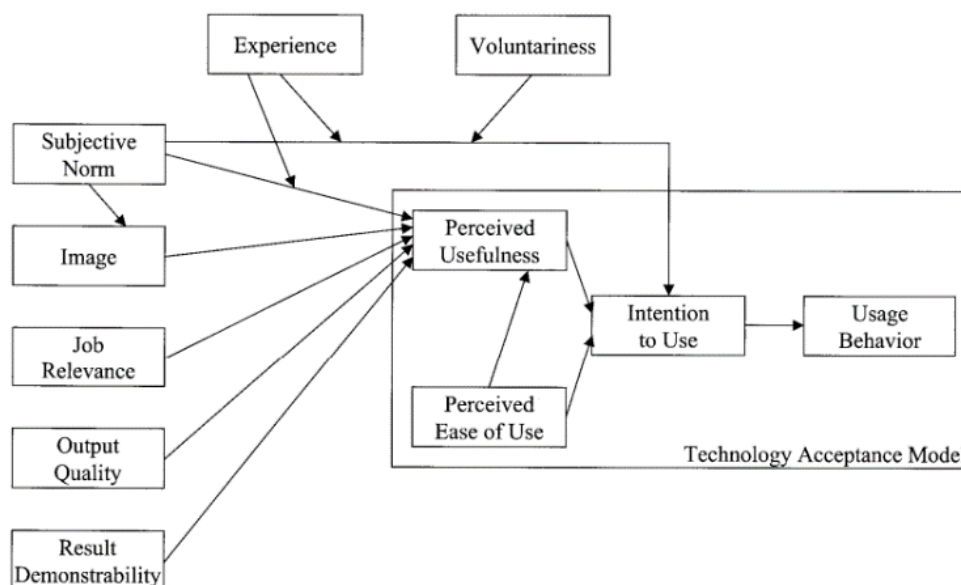 Experience
Voluntariness
Subjective
Norm
Image
Job
Relevance
Output
Quality
Result
Demonstrability
Perceived
Usefulness
Perceived
Ease of Use
Intention
to Use
Usage
Behavior
Technology Acceptance Model